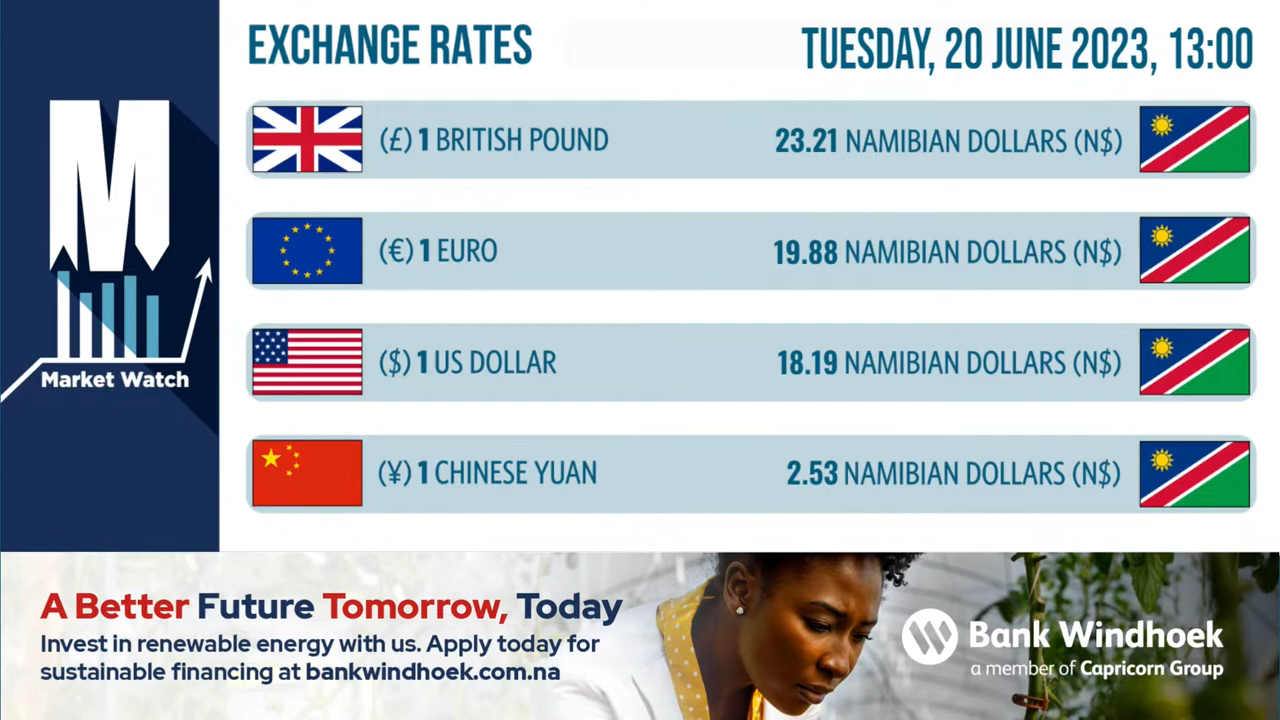 EXCHANGE RATES
TUESDAY, 20 JUNE 2023, 13:00
M
Market Watch
(£) 1 BRITISH POUND
23.21 NAMIBIAN DOLLARS (N$)
(€) 1 EURO
19.88 NAMIBIAN DOLLARS (N$)
($) 1 US DOLLAR
18.19 NAMIBIAN DOLLARS (N$)
(¥) 1 CHINESE YUAN
2.53 NAMIBIAN DOLLARS (N$)
A Better Future Tomorrow, Today
Invest in renewable energy with us. Apply today for
sustainable financing at bankwindhoek.com.na
Bank Windhoek
a member of Capricorn Group